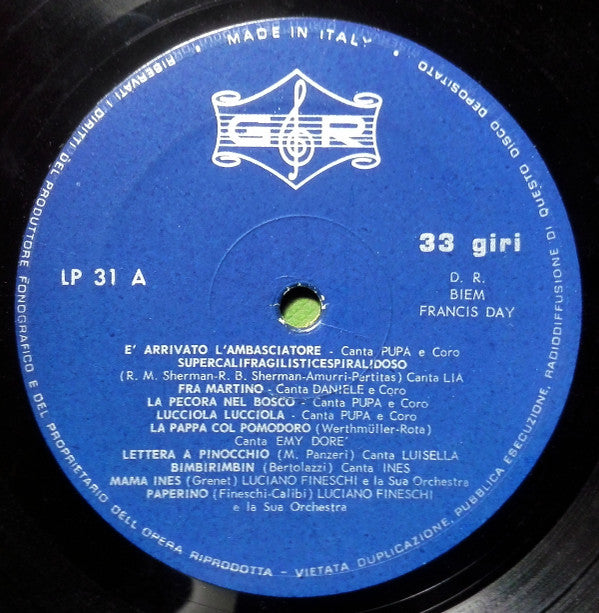 MADE IN ITALY
RISERVATI I DIRITTI DEL PRODUTTORE FONOGRAFICO E DEL PROPRIETARIO DELL'OPERA RIPRODOTTA - VIETATA DUPLICAZIONE, PUBBLICA ESECUZIONE, RADIODIFFUSIONE DI QUESTO DISCO DEPOSITATO
G R
LP 31 A
33 giri
D. R.
BIEM
FRANCIS DAY
E' ARRIVATO L'AMBASCIATORE - Canta PUPA e Coro
SUPERCALIFRAGILISTICESPIRALIDOSO
(R. M. Sherman-R. B. Sherman-Amurri-Pertitas) Canta LIA
FRA MARTINO - Canta DANIELE e Coro
LA PECORA NEL BOSCO - Canta PUPA e Coro
LUCCIOLA LUCCIOLA - Canta PUPA e Coro
LA PAPPA COL POMODORO (Werthmüller-Rota)
Canta EMY DORE'
LETTERA A PINOCCHIO (M. Panzeri) Canta LUISELLA
BIMBIRIMBIN (Bertolazzi) Canta INES
MAMA INES (Grenet) LUCIANO FINESCHI e la Sua Orchestra
PAPERINO (Fineschi-Calibi) LUCIANO FINESCHI
e la Sua Orchestra